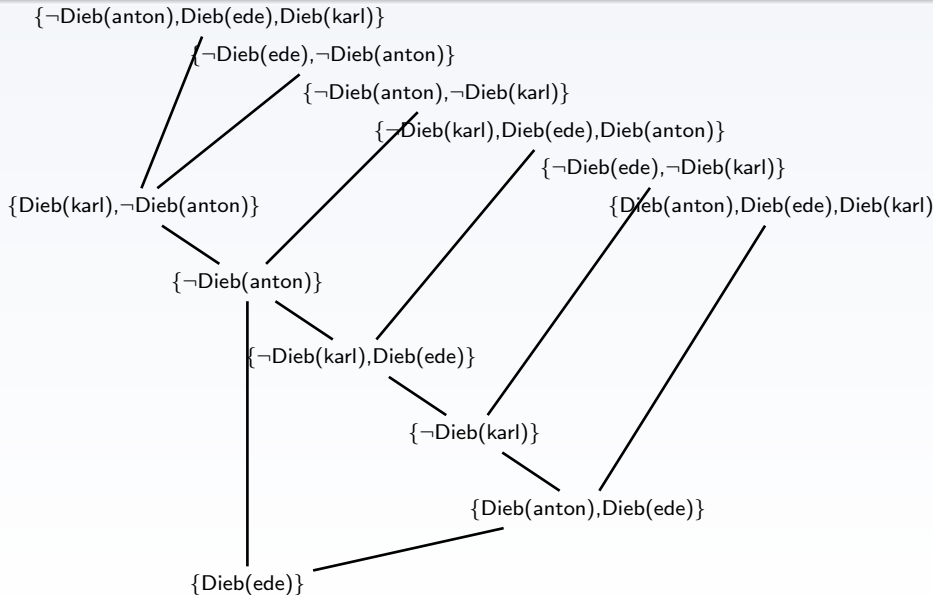 {¬Dieb(anton),Dieb(ede),Dieb(karl)}
{¬Dieb(ede),¬Dieb(anton)}
{¬Dieb(anton),¬Dieb(karl)}
{¬Dieb(karl),Dieb(ede),Dieb(anton)}
{¬Dieb(ede),¬Dieb(karl)}
{Dieb(karl),¬Dieb(anton)}
{Dieb(anton),Dieb(ede),Dieb(karl)
{¬Dieb(anton)}
{¬Dieb(karl),Dieb(ede)}
{¬Dieb(karl)}
{Dieb(anton),Dieb(ede)}
{Dieb(ede)}